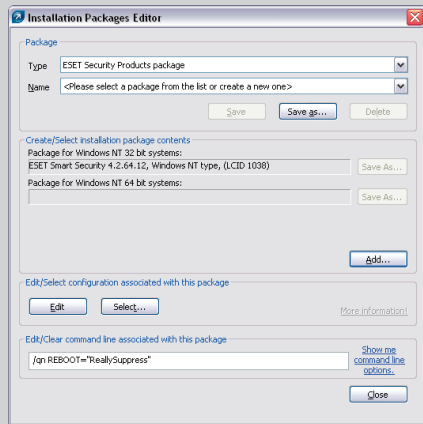 Installation Packages Editor
Package
Type ESET Security Products package
Name <Please select a package from the list or create a new one>
Save Save as... Delete
Create/Select installation package contents
Package for Windows NT 32 bit systems:
ESET Smart Security 4.2.64.12, Windows NT type, (LCID 1038) Save As...
Package for Windows NT 64 bit systems:
Save As...
Add...
Edit/Select configuration associated with this package
Edit Select... More information!
Edit/Clear command line associated with this package
/qn REBOOT="ReallySuppress" Show me
command line
options.
Close